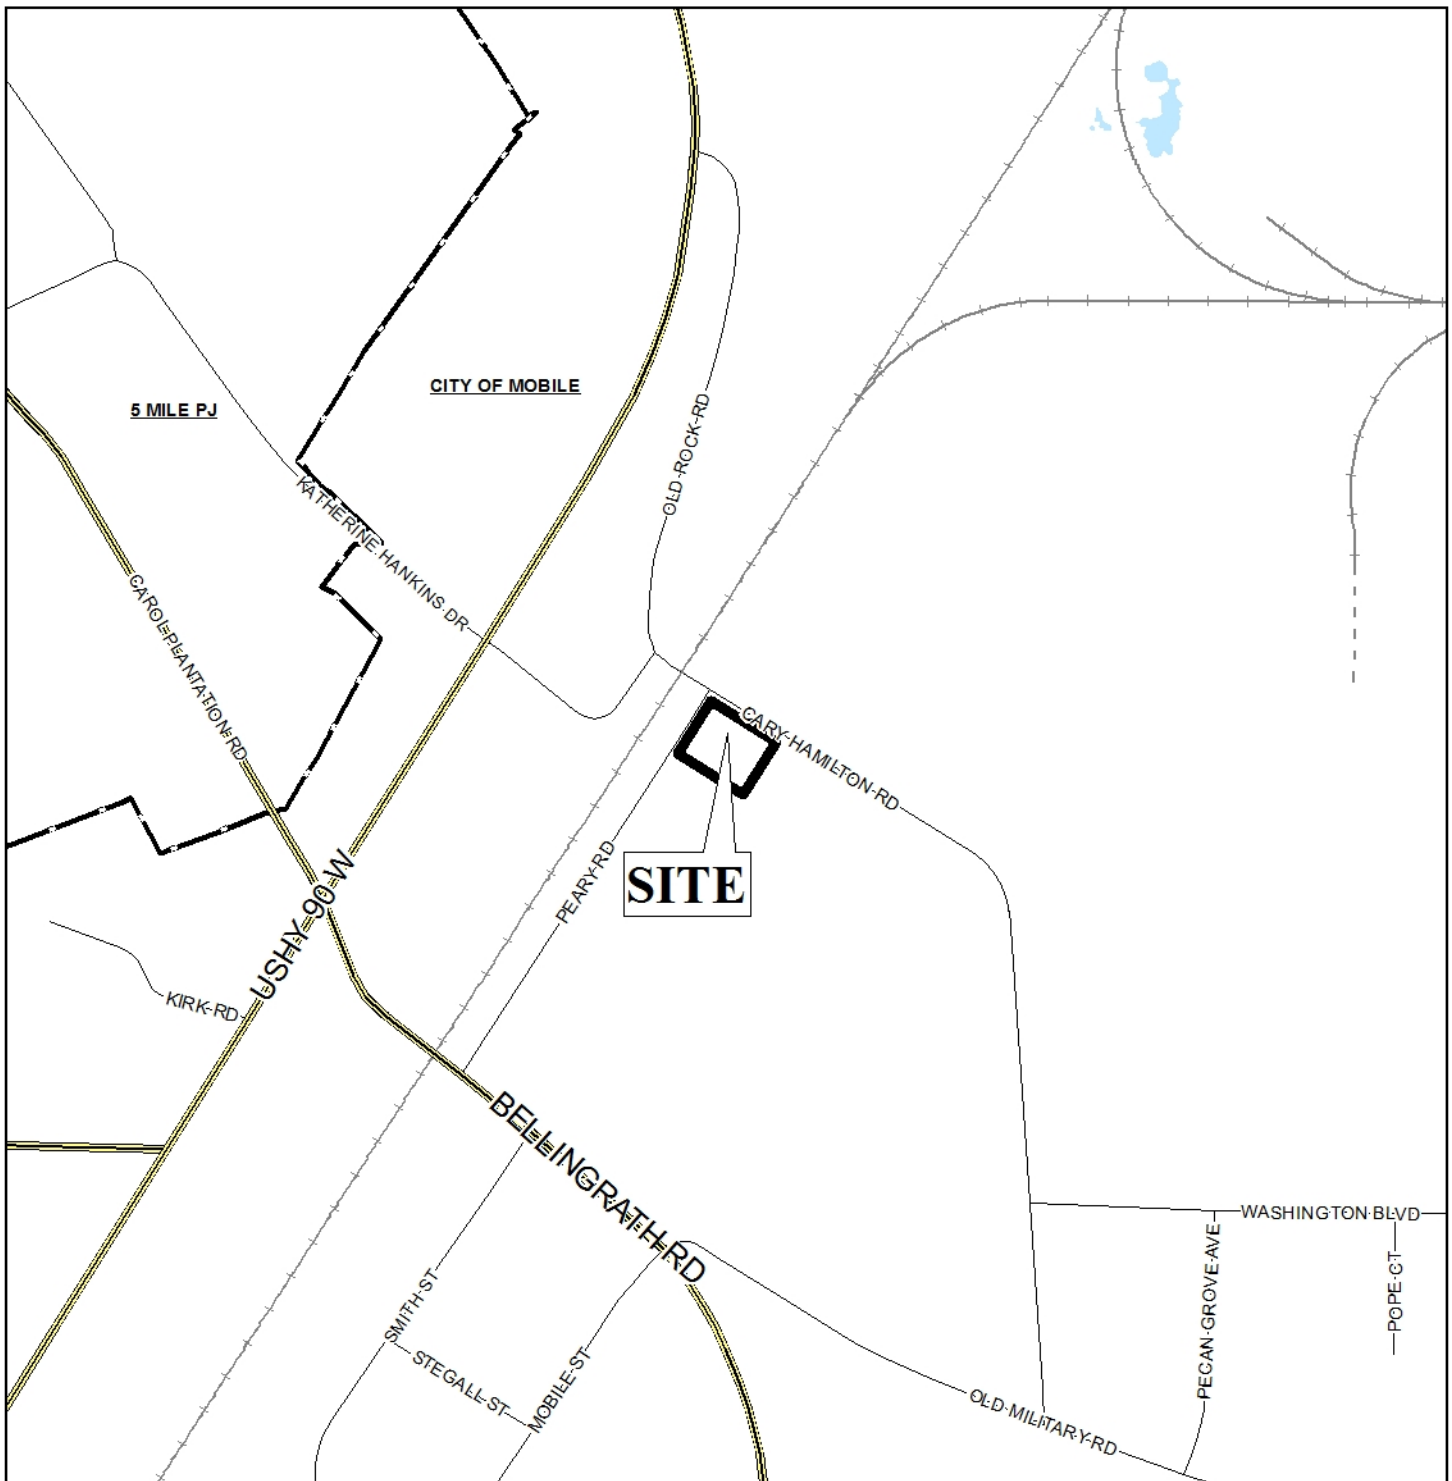 CITY OF MOBILE
5 MILE PJ
OLD ROCK RD
KATHERINE HANKINS DR
CAROL PLANTATION RD
CARY HAMILTON RD
SITE
PEARY RD
USHY 90 W
KIRK RD
BELLINGRATH RD
WASHINGTON BLVD
PECAN GROVE AVE
POPE CT
SMITH ST
STEGALL ST
MOBILE ST
OLD MILITARY RD